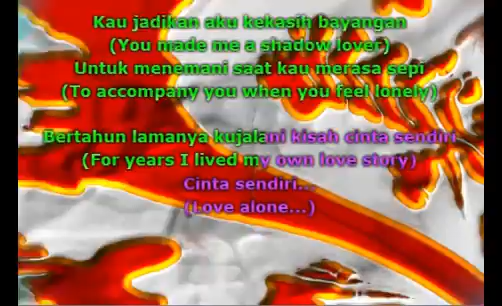 Kau jadikan aku kekasih bayangan
(You made me a shadow lover)
Untuk menemani saat kau merasa sepi
(To accompany you when you feel lonely)
Bertahun lamanya kujalani kisah cinta sendiri
(For years I lived my own love story)
Cinta sendiri...
(Love alone...)